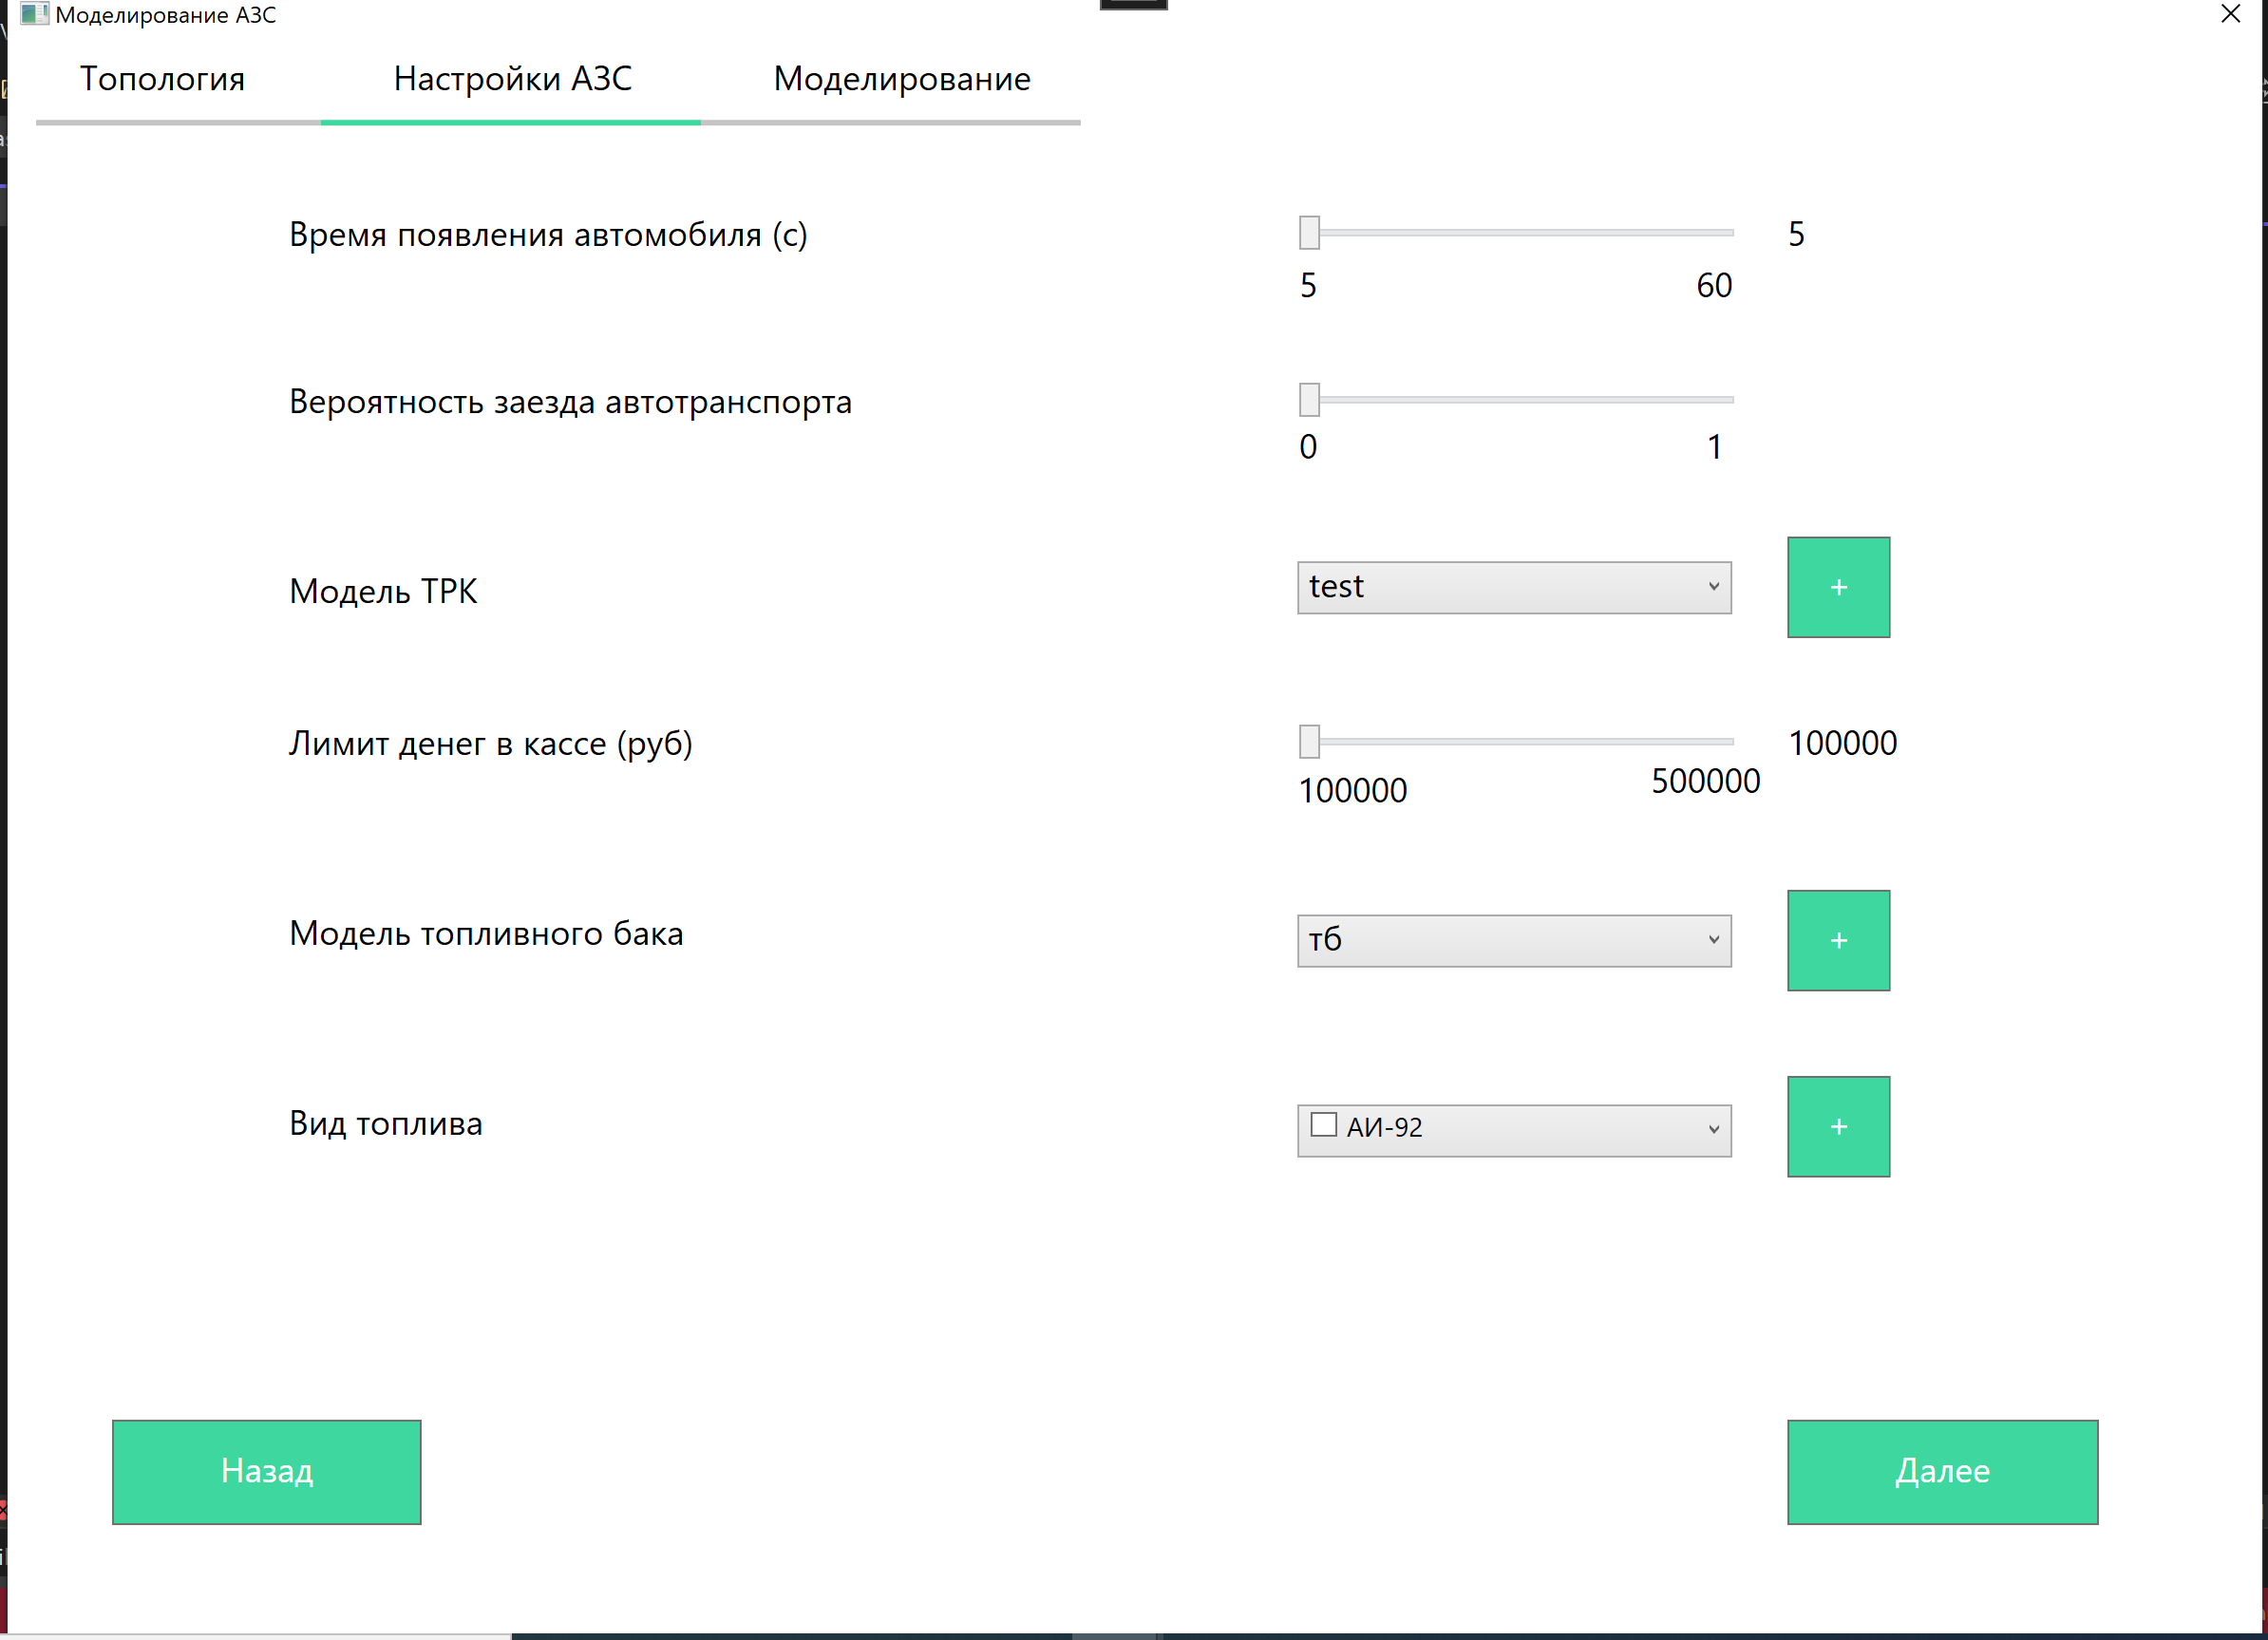 Моделирование АЗС
Топология Настройки АЗС Моделирование
Время появления автомобиля (с) 5
5 60
Вероятность заезда автотранспорта
0 1
Модель ТРК test +
Лимит денег в кассе (руб) 100000
100000 500000
Модель топливного бака тб +
Вид топлива АИ-92 +
Назад Далее